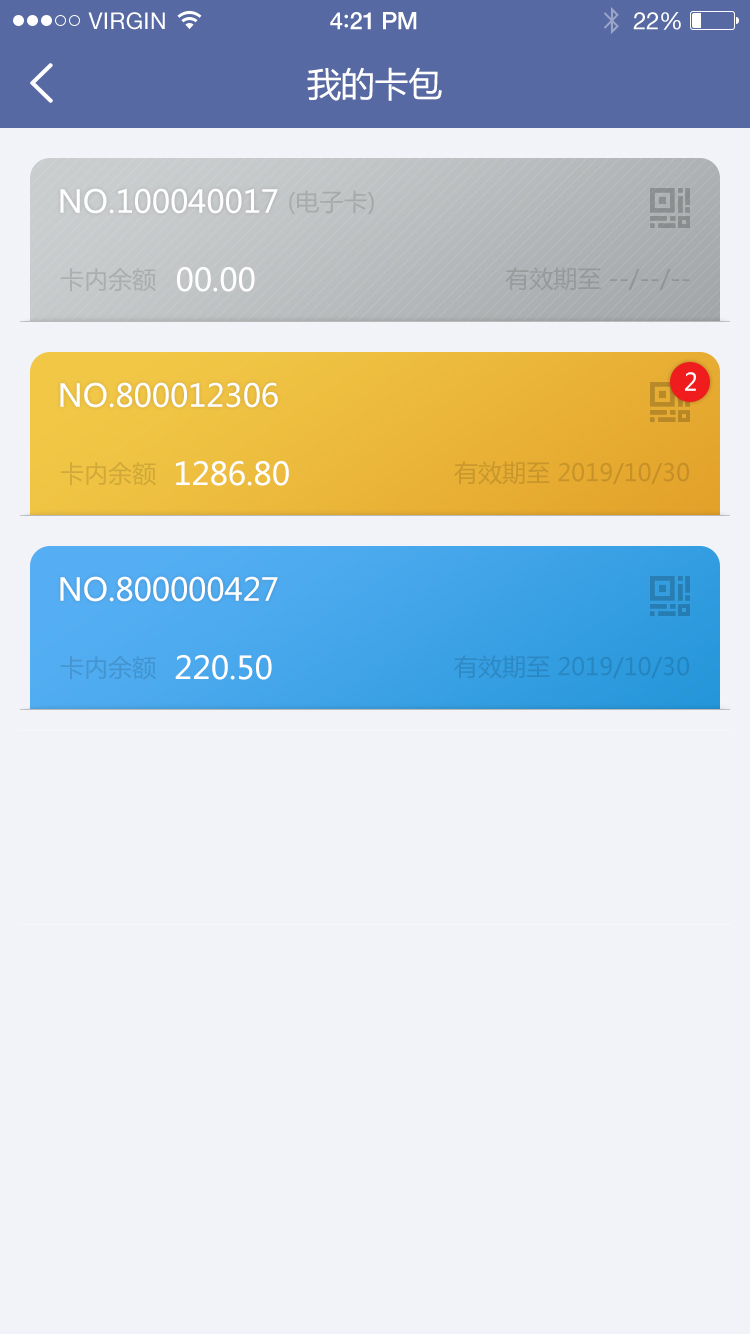 VIRGIN 4:21 PM 22%
我的卡包
NO.100040017 (电子卡)
卡内余额 00.00 有效期至 --/--/--
2
NO.800012306
卡内余额 1286.80 有效期至 2019/10/30
NO.800000427
卡内余额 220.50 有效期至 2019/10/30